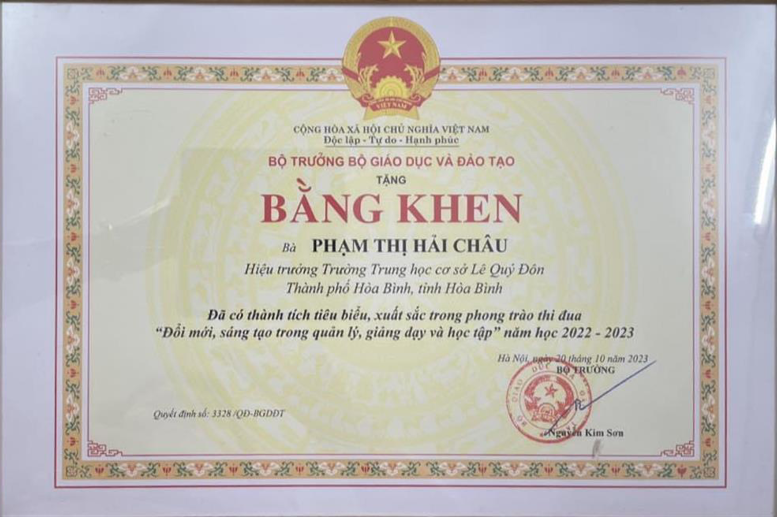 VIỆT NAM
CỘNG HÒA XÃ HỘI CHỦ NGHĨA VIỆT NAM
Độc lập - Tự do - Hạnh phúc
BỘ TRƯỞNG BỘ GIÁO DỤC VÀ ĐÀO TẠO
TẶNG
BẰNG KHEN
Bà PHẠM THỊ HẢI CHÂU
Hiệu trưởng Trường Trung học cơ sở Lê Quý Đôn
Thành phố Hòa Bình, tỉnh Hòa Bình
Đã có thành tích tiêu biểu, xuất sắc trong phong trào thi đua
“Đổi mới, sáng tạo trong quản lý, giảng dạy và học tập” năm học 2022 - 2023
Hà Nội, ngày 20 tháng 10 năm 2023
BỘ TRƯỞNG
BỘ GIÁO DỤC VÀ
Quyết định số: 3328 /QĐ-BGDĐT
Nguyễn Kim Sơn